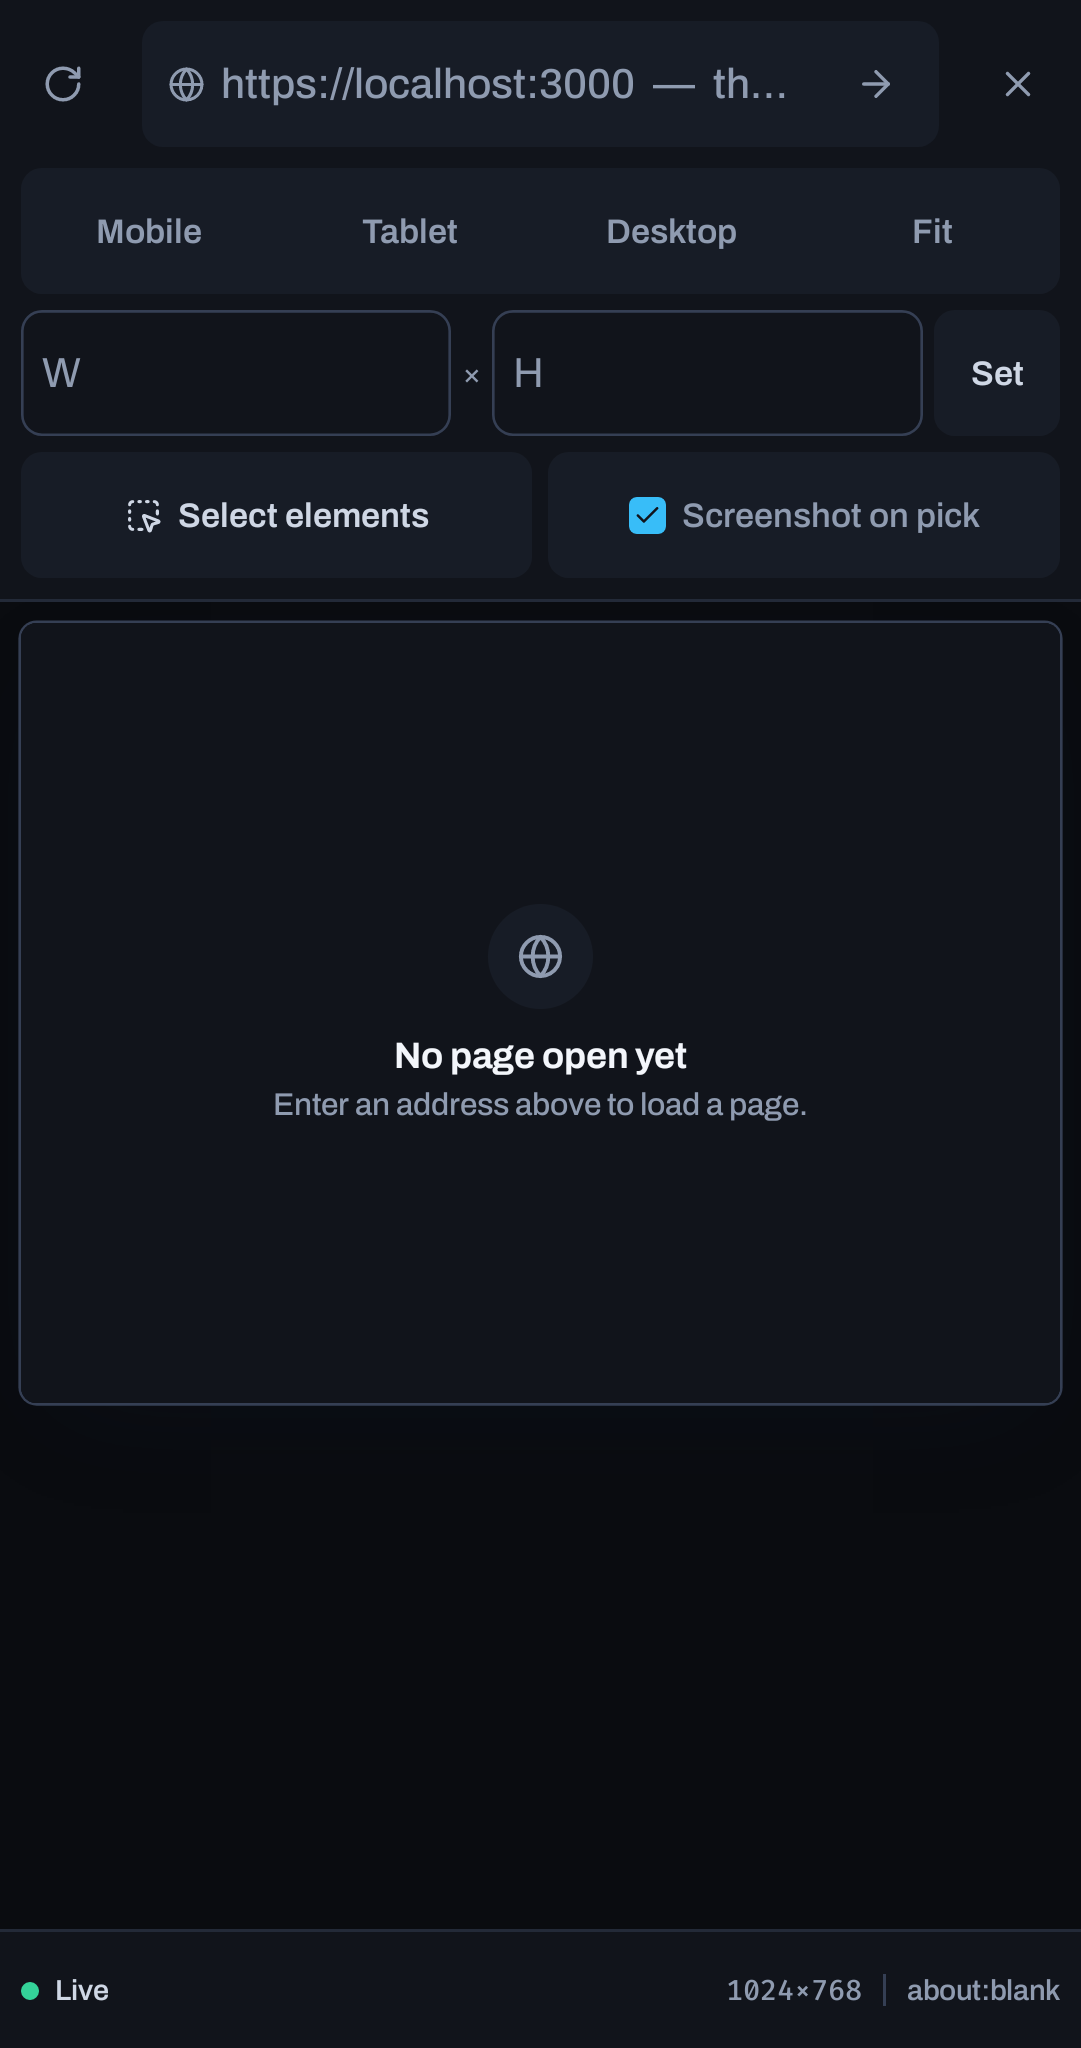 https://localhost:3000 — th...
Mobile Tablet Desktop Fit
W × H Set
Select elements Screenshot on pick
No page open yet
Enter an address above to load a page.
Live 1024×768 about:blank